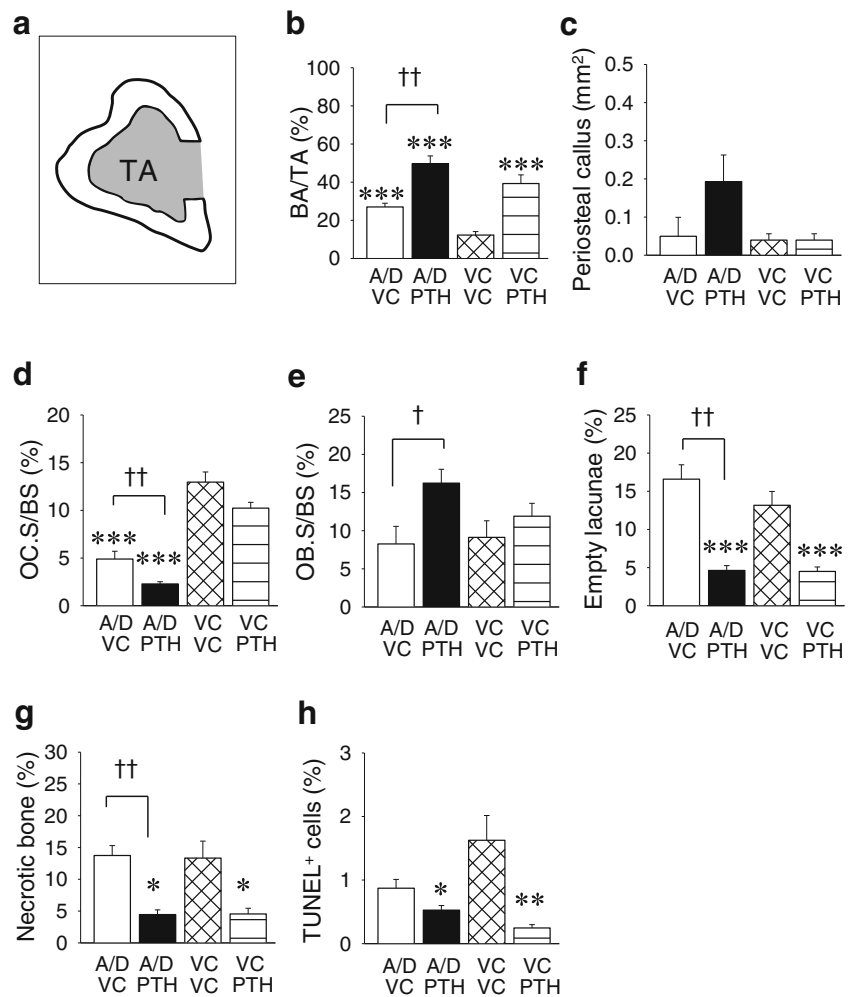 a
TA
b
BA/TA (%)
100
80
60
40
20
0
††
***
***
***
A/D A/D VC VC
VC PTH VC PTH
c
Periosteal callus (mm²)
0.5
0.4
0.3
0.2
0.1
0.0
A/D A/D VC VC
VC PTH VC PTH
d
OC.S/BS (%)
20
15
10
5
0
††
***
***
A/D A/D VC VC
VC PTH VC PTH
e
OB.S/BS (%)
25
20
15
10
5
0
†
A/D A/D VC VC
VC PTH VC PTH
f
Empty lacunae (%)
25
20
15
10
5
0
††
***
***
A/D A/D VC VC
VC PTH VC PTH
g
Necrotic bone (%)
30
25
20
15
10
5
0
††
*
*
A/D A/D VC VC
VC PTH VC PTH
h
TUNEL⁺ cells (%)
3
2
1
0
*
**
A/D A/D VC VC
VC PTH VC PTH